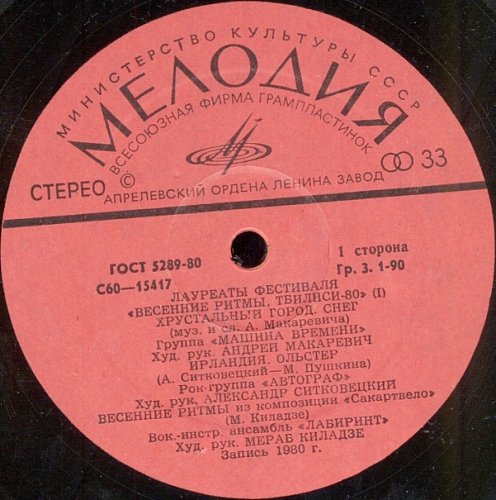 МИНИСТЕРСТВО КУЛЬТУРЫ СССР
МЕЛОДИЯ
ВСЕСОЮЗНАЯ ФИРМА ГРАМПЛАСТИНОК
СТЕРЕО © 33
АПРЕЛЕВСКИЙ ОРДЕНА ЛЕНИНА ЗАВОД
ГОСТ 5289-80
С60—15417
1 сторона
Гр. 3. 1-90
ЛАУРЕАТЫ ФЕСТИВАЛЯ
«ВЕСЕННИЕ РИТМЫ, ТБИЛИСИ-80» (I)
ХРУСТАЛЬНЫЙ ГОРОД. СНЕГ
(муз. и сл. А. Макаревича)
Группа «МАШИНА ВРЕМЕНИ»
Худ. рук. АНДРЕЙ МАКАРЕВИЧ
ИРЛАНДИЯ. ОЛЬСТЕР
(А. Ситковецкий—М. Пушкина)
Рок-группа «АВТОГРАФ»
Худ. рук. АЛЕКСАНДР СИТКОВЕЦКИЙ
ВЕСЕННИЕ РИТМЫ из композиции «Сакартвело»
(М. Киладзе)
Вок.-инстр. ансамбль «ЛАБИРИНТ»
Худ. рук. МЕРАБ КИЛАДЗЕ
Запись 1980 г.